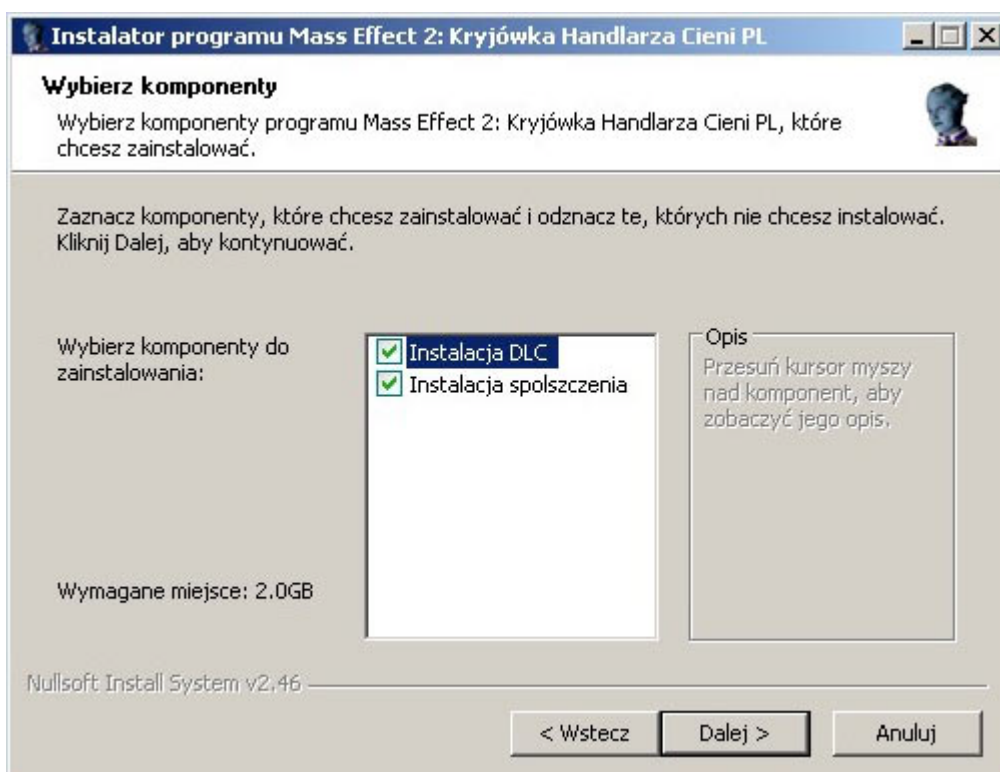 Instalator programu Mass Effect 2: Kryjówka Handlarza Cieni PL
Wybierz komponenty
Wybierz komponenty programu Mass Effect 2: Kryjówka Handlarza Cieni PL, które
chcesz zainstalować.
Zaznacz komponenty, które chcesz zainstalować i odznacz te, których nie chcesz instalować.
Kliknij Dalej, aby kontynuować.
Wybierz komponenty do
zainstalowania:
Instalacja DLC
Instalacja spolszczenia
Opis
Przesuń kursor myszy
nad komponent, aby
zobaczyć jego opis.
Wymagane miejsce: 2.0GB
Nullsoft Install System v2.46
< Wstecz
Dalej >
Anuluj